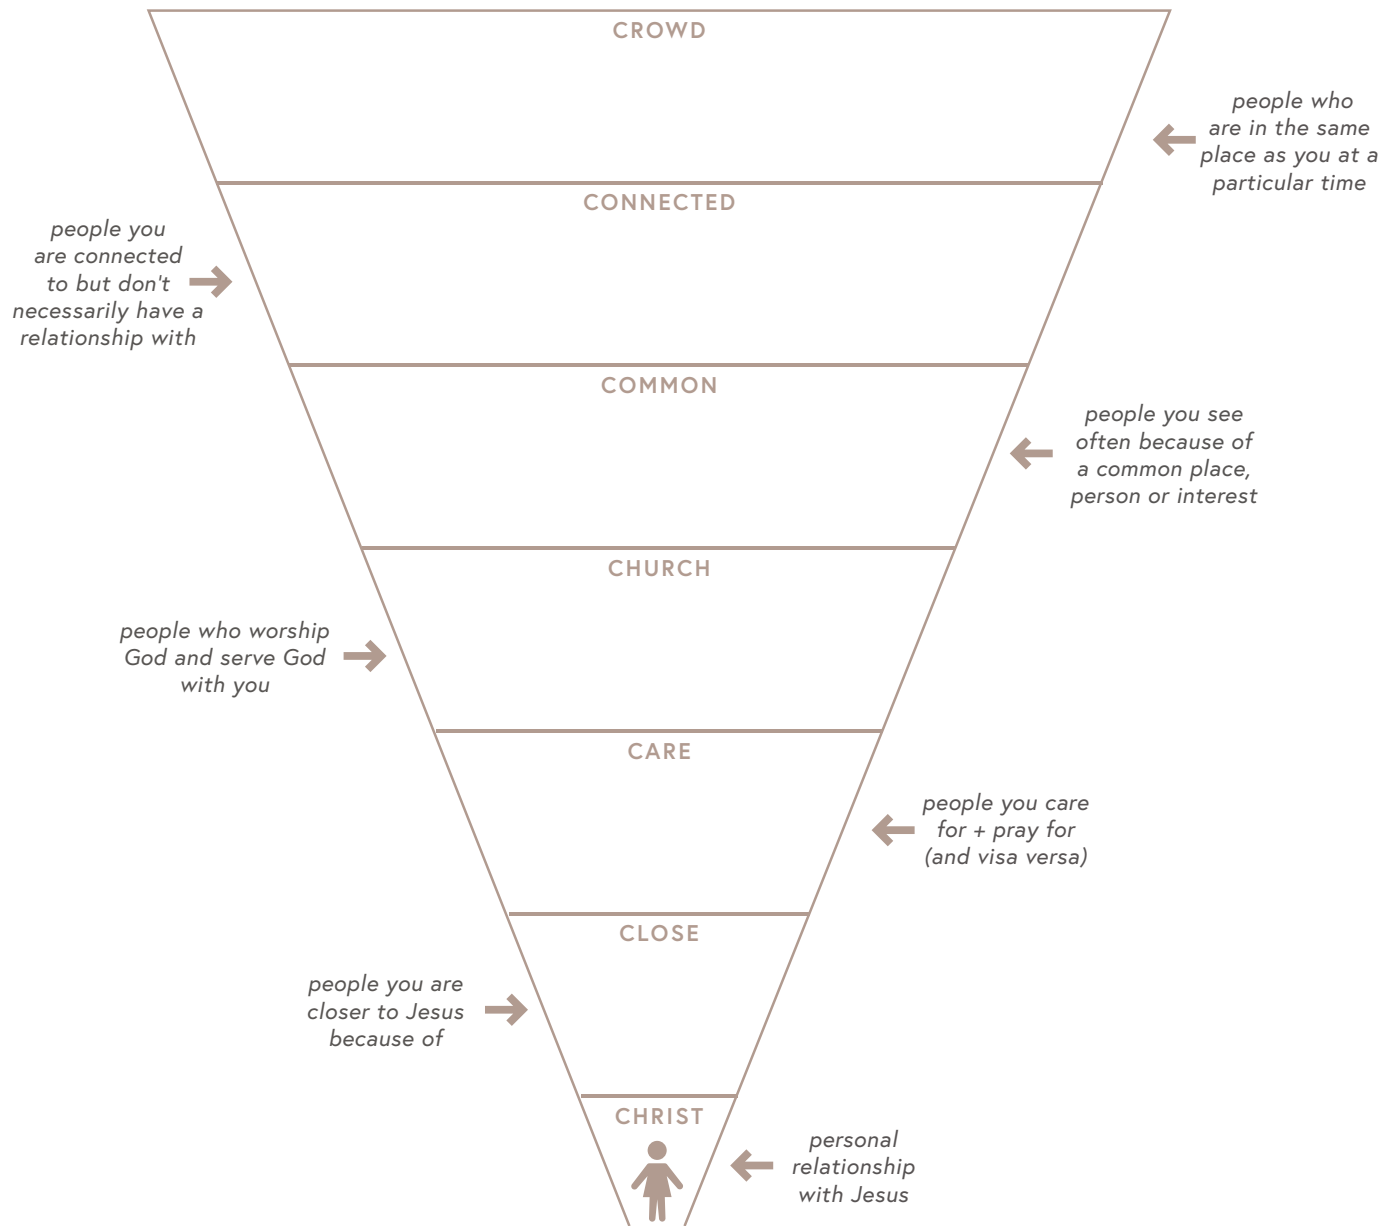 CROWD
people who
are in the same
place as you at a
particular time
CONNECTED
people you
are connected
to but don't
necessarily have a
relationship with
COMMON
people you see
often because of
a common place,
person or interest
CHURCH
people who worship
God and serve God
with you
CARE
people you care
for + pray for
(and visa versa)
CLOSE
people you are
closer to Jesus
because of
CHRIST
personal
relationship
with Jesus